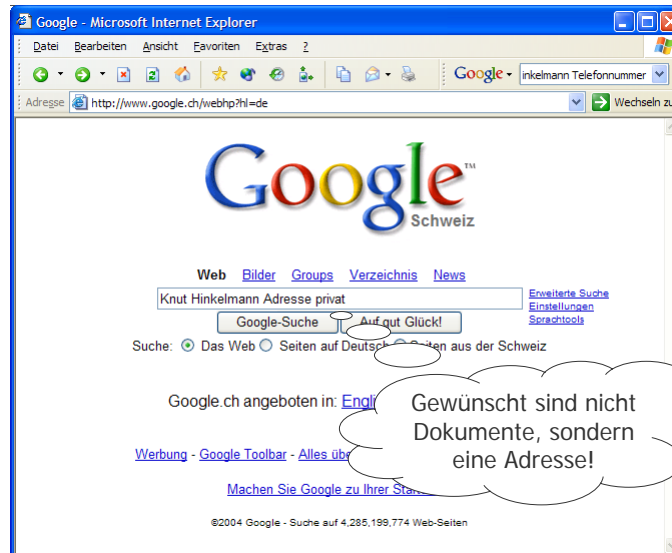 Google - Microsoft Internet Explorer
Datei Bearbeiten Ansicht Favoriten Extras ?
Google inkelmann Telefonnummer
Adresse http://www.google.ch/webhp?hl=de Wechseln zu
Google™
Schweiz
Web Bilder Groups Verzeichnis News
Knut Hinkelmann Adresse privat
Erweiterte Suche
Einstellungen
Sprachtools
Google-Suche Auf gut Glück!
Suche: Das Web Seiten auf Deutsch Seiten aus der Schweiz
Google.ch angeboten in: Engli
Gewünscht sind nicht
Dokumente, sondern
eine Adresse!
Werbung - Google Toolbar - Alles übe
Machen Sie Google zu Ihrer Start
©2004 Google - Suche auf 4,285,199,774 Web-Seiten